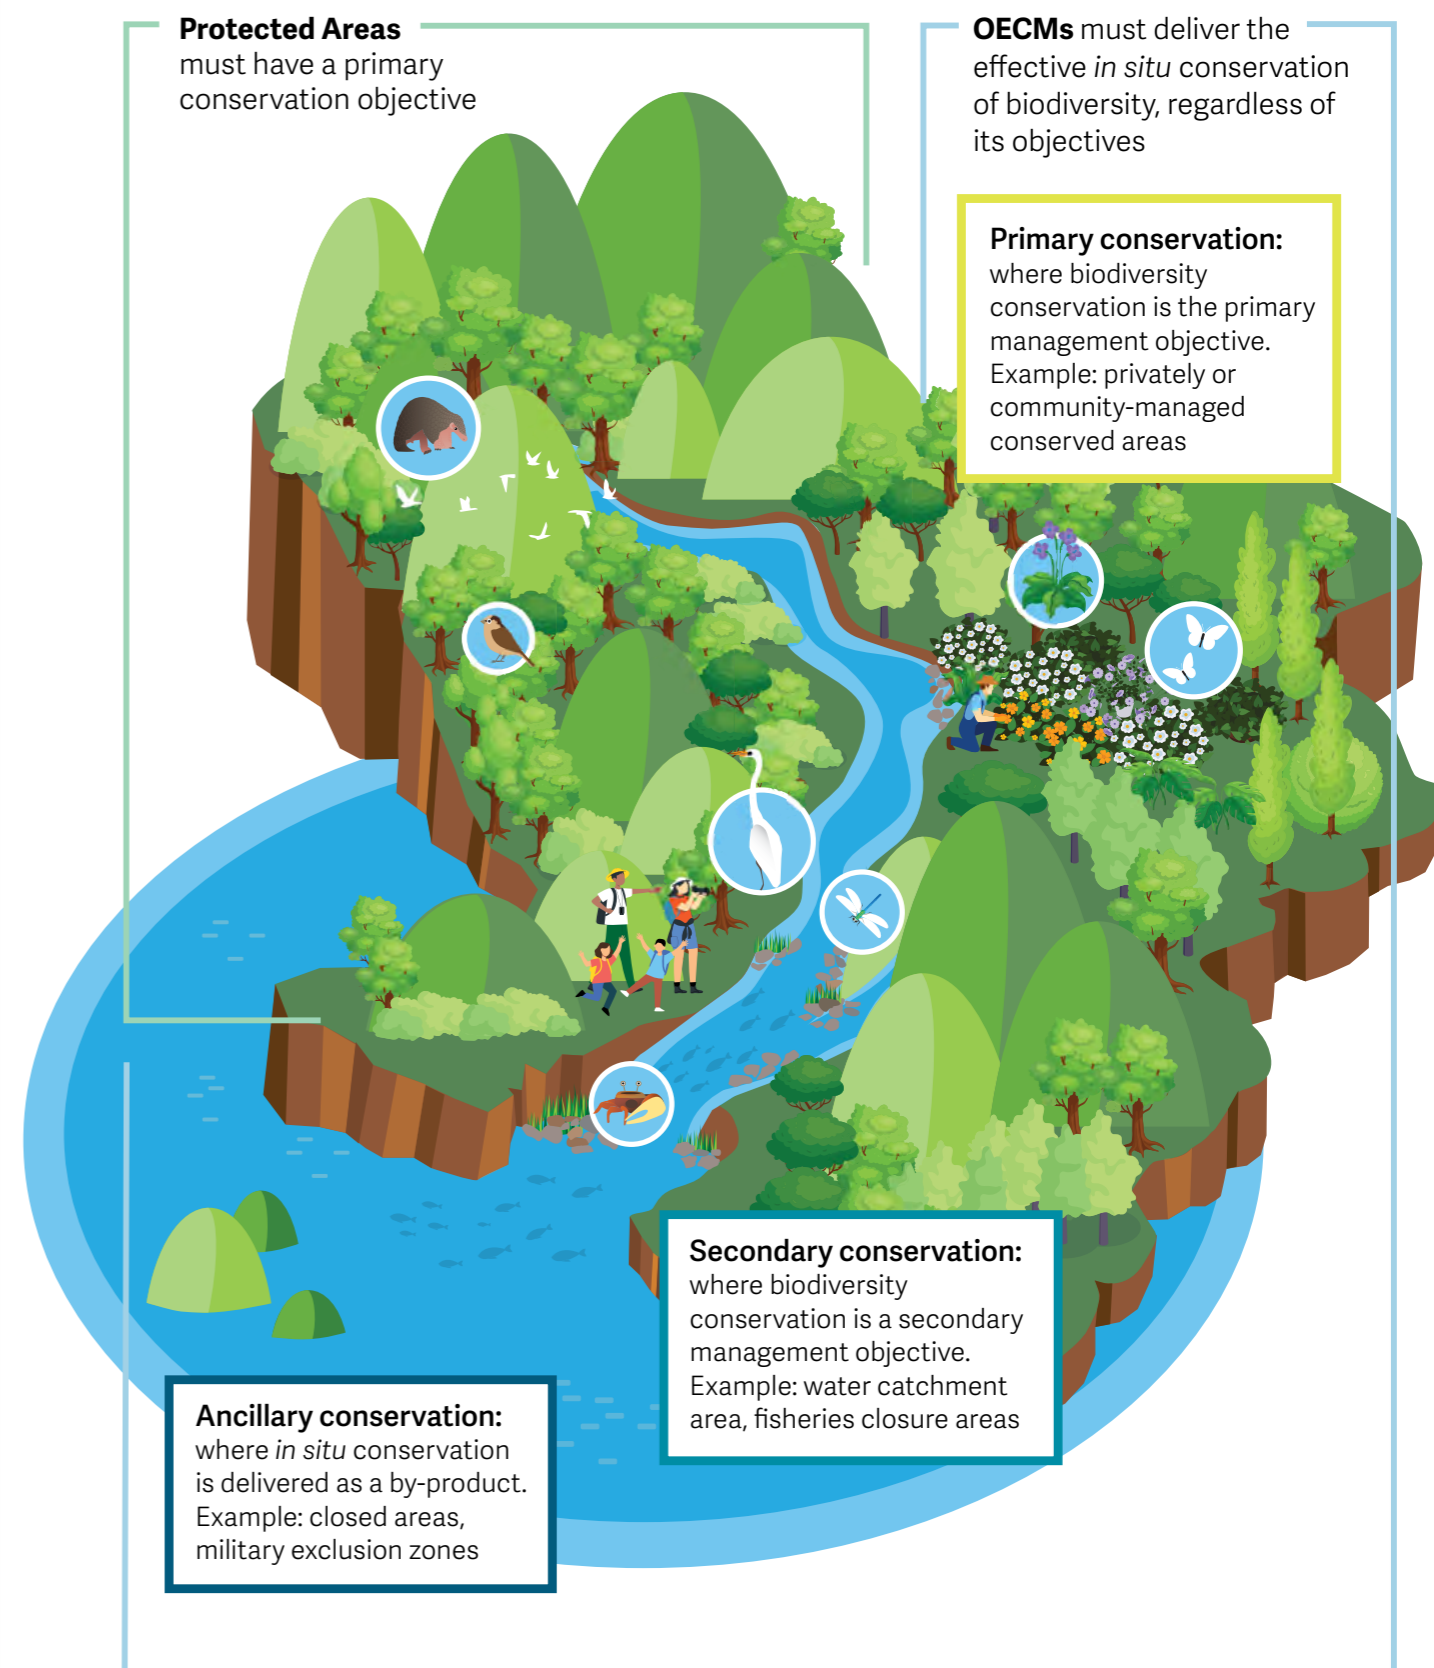 Protected Areas
must have a primary
conservation objective
OECMs must deliver the
effective in situ conservation
of biodiversity, regardless of
its objectives
Primary conservation:
where biodiversity
conservation is the primary
management objective.
Example: privately or
community-managed
conserved areas
Secondary conservation:
where biodiversity
conservation is a secondary
management objective.
Example: water catchment
area, fisheries closure areas
Ancillary conservation:
where in situ conservation
is delivered as a by-product.
Example: closed areas,
military exclusion zones